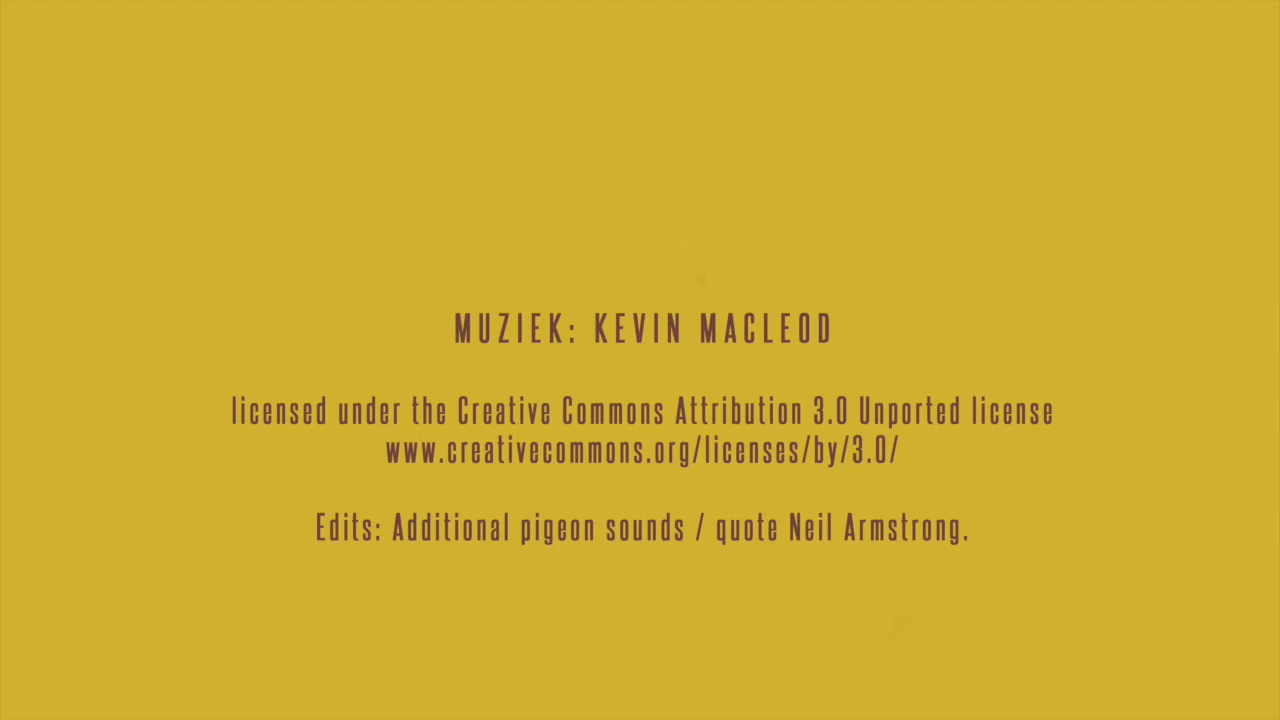 MUZIEK: KEVIN MACLEOD
licensed under the Creative Commons Attribution 3.0 Unported license
www.creativecommons.org/licenses/by/3.0/
Edits: Additional pigeon sounds / quote Neil Armstrong.